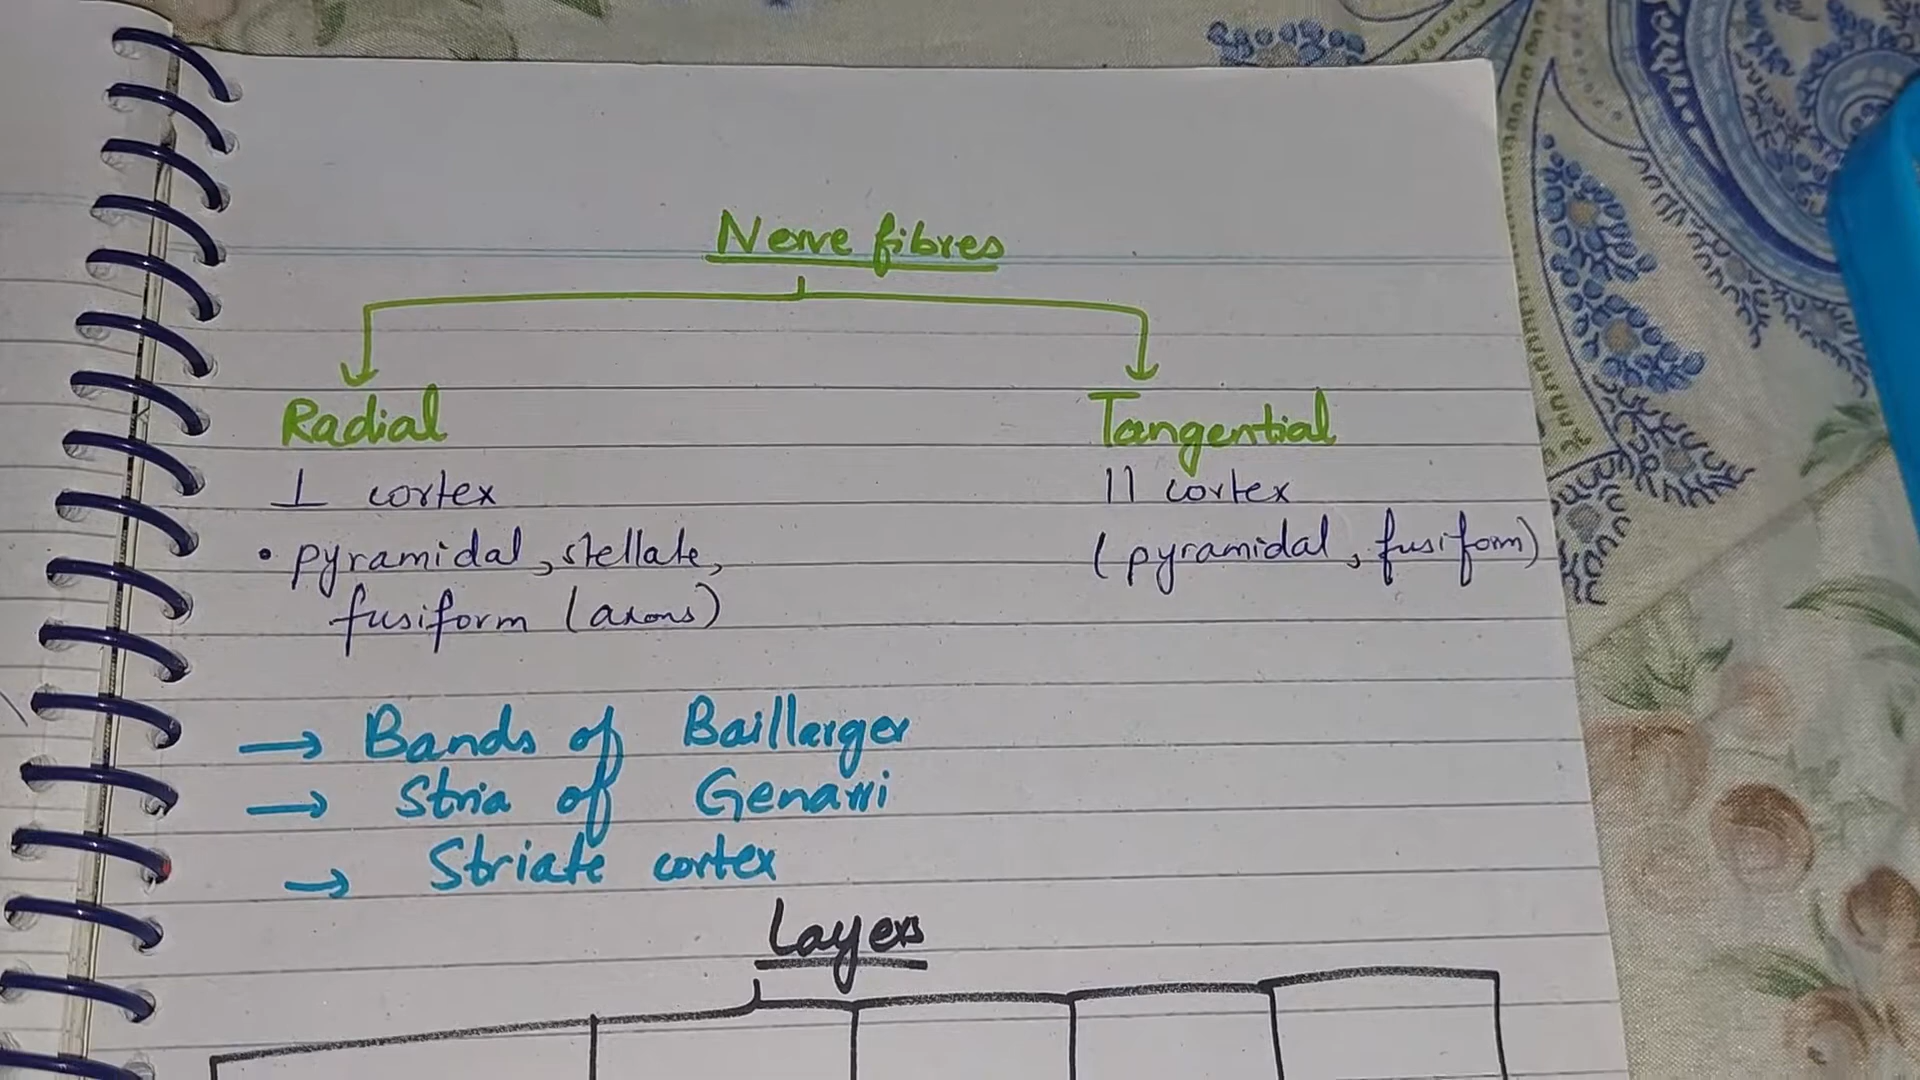 Nerve fibres
Radial Tangential
⊥ cortex || cortex
• pyramidal, stellate, (pyramidal, fusiform)
fusiform (axons)
→ Bands of Baillarger
→ Stria of Genarri
→ Striate cortex
Layers